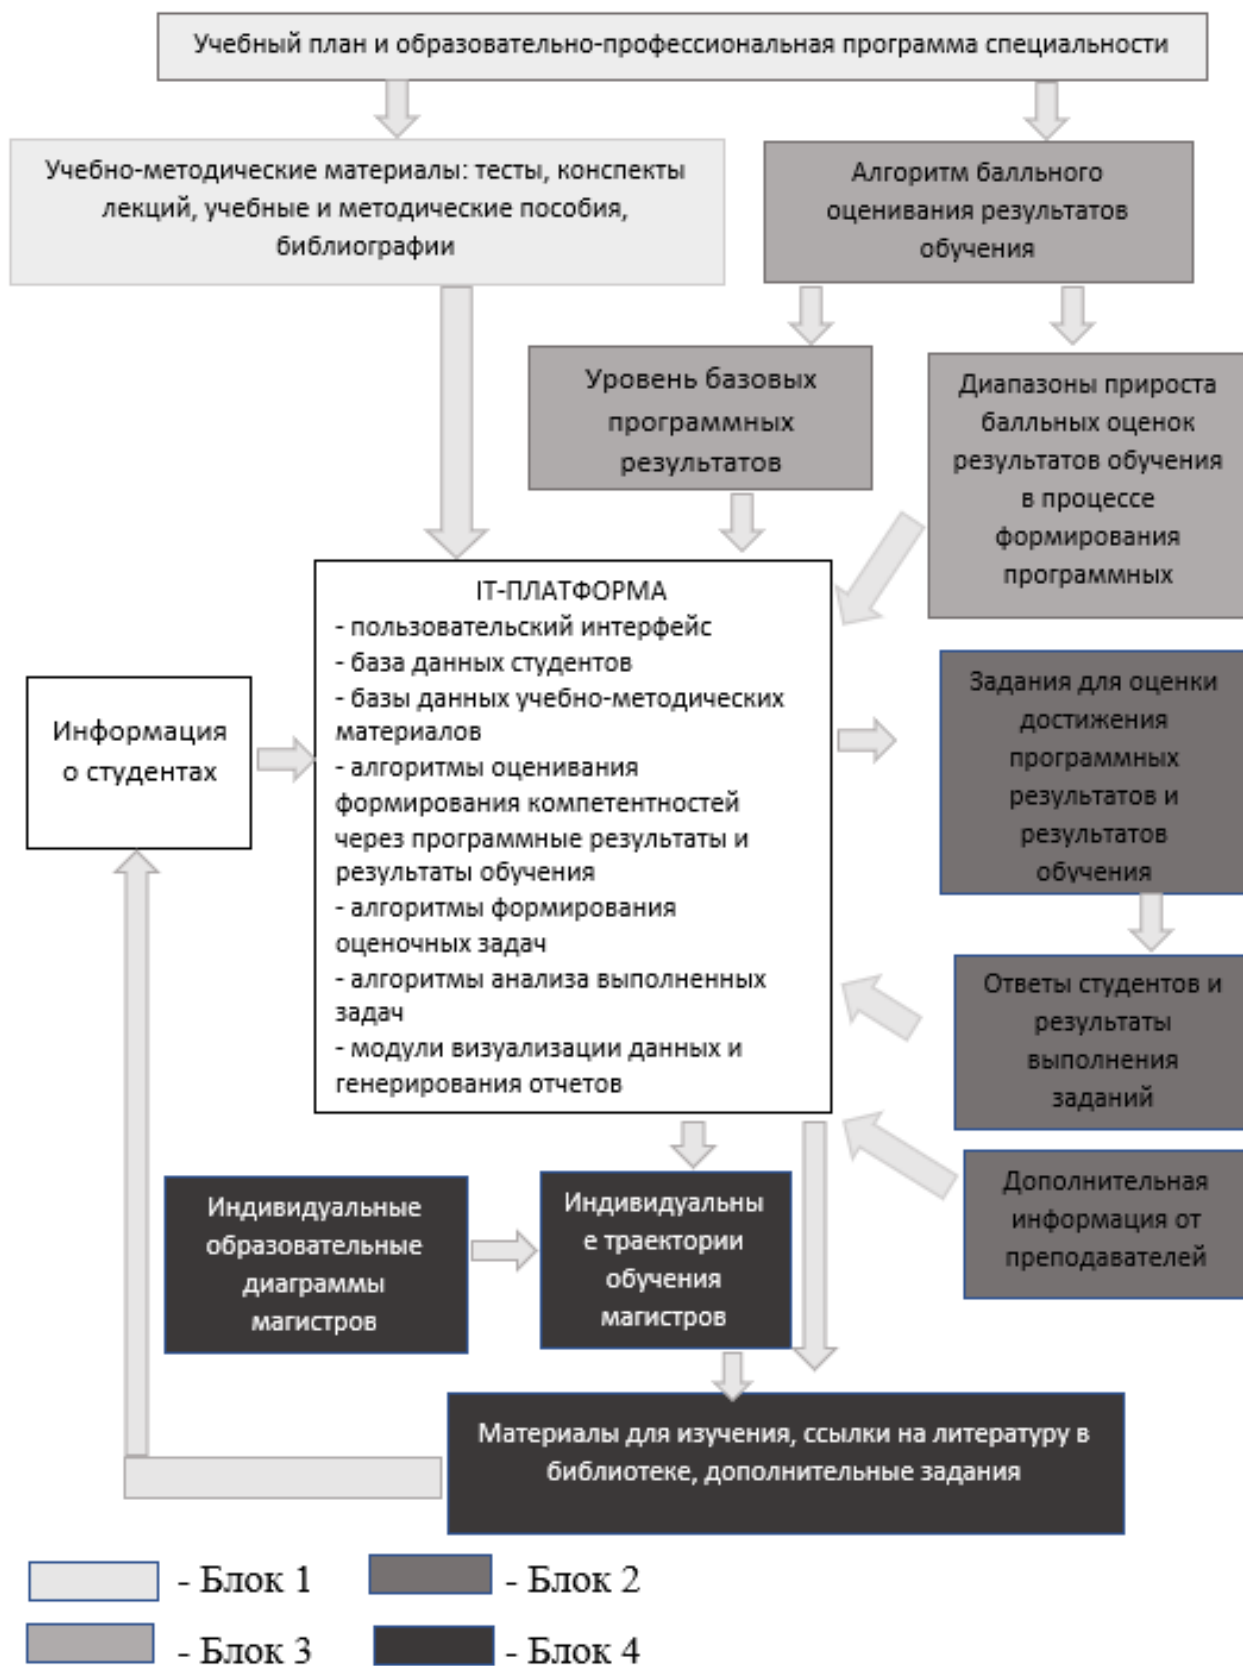 Учебный план и образовательно-профессиональная программа специальности
Учебно-методические материалы: тесты, конспекты
лекций, учебные и методические пособия,
библиографии
Алгоритм балльного
оценивания результатов
обучения
Уровень базовых
программных
результатов
Диапазоны прироста
балльных оценок
результатов обучения
в процессе
формирования
программных
IT-ПЛАТФОРМА
- пользовательский интерфейс
- база данных студентов
- базы данных учебно-методических
материалов
- алгоритмы оценивания
формирования компетентностей
через программные результаты и
результаты обучения
- алгоритмы формирования
оценочных задач
- алгоритмы анализа выполненных
задач
- модули визуализации данных и
генерирования отчетов
Информация
о студентах
Задания для оценки
достижения
программных
результатов и
результатов
обучения
Ответы студентов и
результаты
выполнения
заданий
Дополнительная
информация от
преподавателей
Индивидуальные
образовательные
диаграммы
магистров
Индивидуальны
е траектории
обучения
магистров
Материалы для изучения, ссылки на литературу в
библиотеке, дополнительные задания
- Блок 1
- Блок 2
- Блок 3
- Блок 4